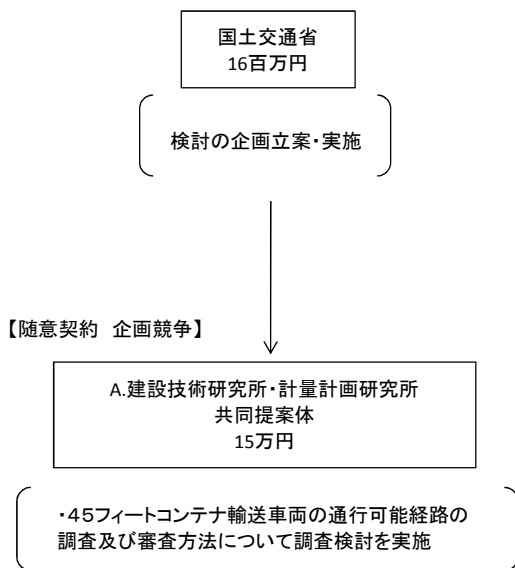 国土交通省
16百万円
検討の企画立案・実施
【随意契約　企画競争】
A.建設技術研究所・計量計画研究所
共同提案体
15万円
・４５フィートコンテナ輸送車両の通行可能経路の
調査及び審査方法について調査検討を実施